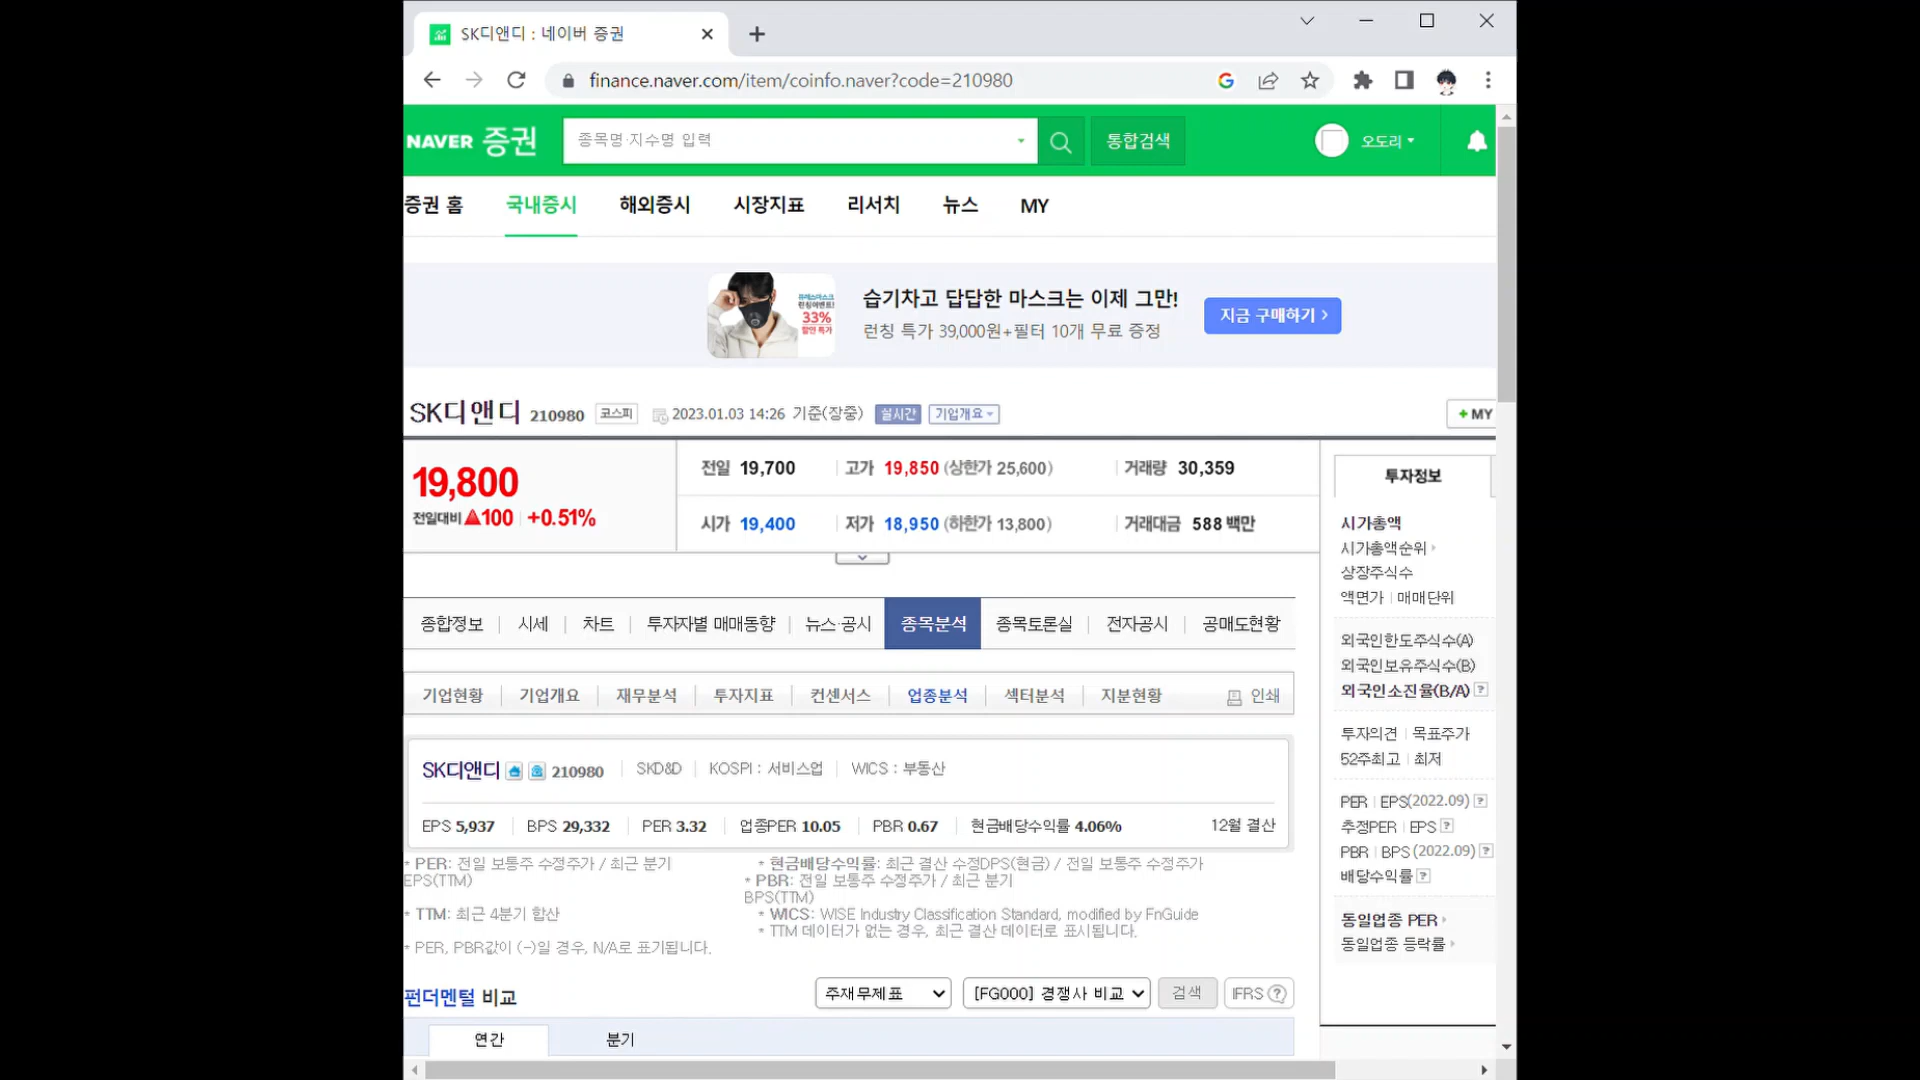 SK디앤디 : 네이버 증권
finance.naver.com/item/coinfo.naver?code=210980
NAVER 증권
종목명·지수명 입력
통합검색
오도리
증권 홈 국내증시 해외증시 시장지표 리서치 뉴스 MY
런칭이벤트!
33%
할인 특가
습기차고 답답한 마스크는 이제 그만!
런칭 특가 39,000원+필터 10개 무료 증정
지금 구매하기 >
SK디앤디 210980 코스피 2023.01.03 14:26 기준(장중) 실시간 기업개요
+ MY
19,800
전일대비 ▲100 +0.51%
전일 19,700 고가 19,850 (상한가 25,600) 거래량 30,359
시가 19,400 저가 18,950 (하한가 13,800) 거래대금 588 백만
종합정보 시세 차트 투자자별 매매동향 뉴스·공시 종목분석 종목토론실 전자공시 공매도현황
기업현황 기업개요 재무분석 투자지표 컨센서스 업종분석 섹터분석 지분현황 인쇄
SK디앤디 210980 SKD&D KOSPI : 서비스업 WICS : 부동산
EPS 5,937 BPS 29,332 PER 3.32 업종PER 10.05 PBR 0.67 현금배당수익률 4.06% 12월 결산
* PER: 전일 보통주 수정주가 / 최근 분기
EPS(TTM)
* TTM: 최근 4분기 합산
* PER, PBR값이 (-)일 경우, N/A로 표기됩니다.
* 현금배당수익률: 최근 결산 수정DPS(현금) / 전일 보통주 수정주가
* PBR: 전일 보통주 수정주가 / 최근 분기
BPS(TTM)
* WICS: WISE Industry Classification Standard, modified by FnGuide
* TTM 데이터가 없는 경우, 최근 결산 데이터로 표시됩니다.
펀더멘털 비교
주재무제표 [FG000] 경쟁사 비교 검색 IFRS ?
연간 분기
투자정보
시가총액
시가총액순위
상장주식수
액면가 | 매매단위
외국인한도주식수(A)
외국인보유주식수(B)
외국인소진율(B/A) ?
투자의견 | 목표주가
52주최고 | 최저
PER | EPS(2022.09) ?
추정PER | EPS ?
PBR | BPS (2022.09) ?
배당수익률 ?
동일업종 PER
동일업종 등락률